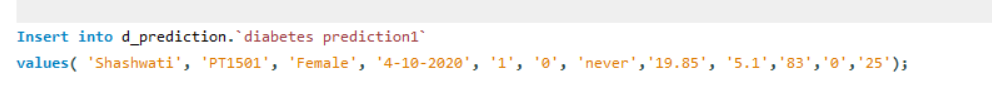 Insert into d_prediction.`diabetes prediction1`
values( 'Shashwati', 'PT1501', 'Female', '4-10-2020', '1', '0', 'never','19.85', '5.1','83','0','25');